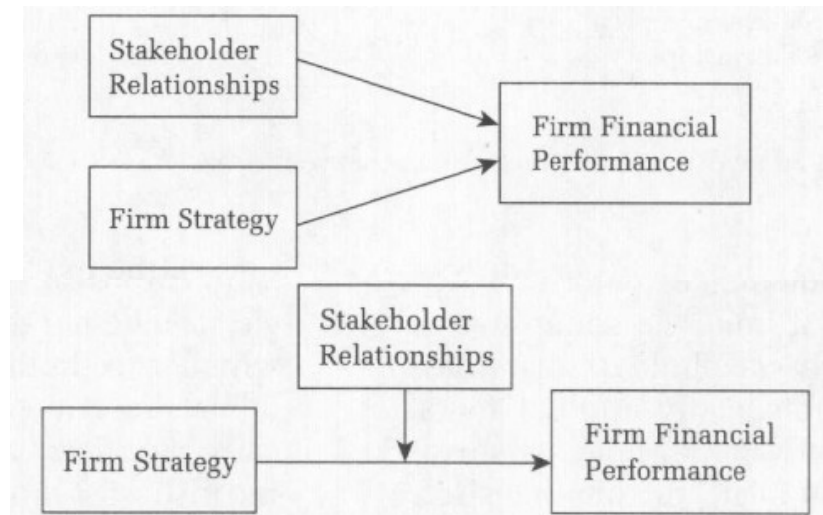 Stakeholder
Relationships
Firm Financial
Performance
Firm Strategy
Stakeholder
Relationships
Firm Strategy
Firm Financial
Performance